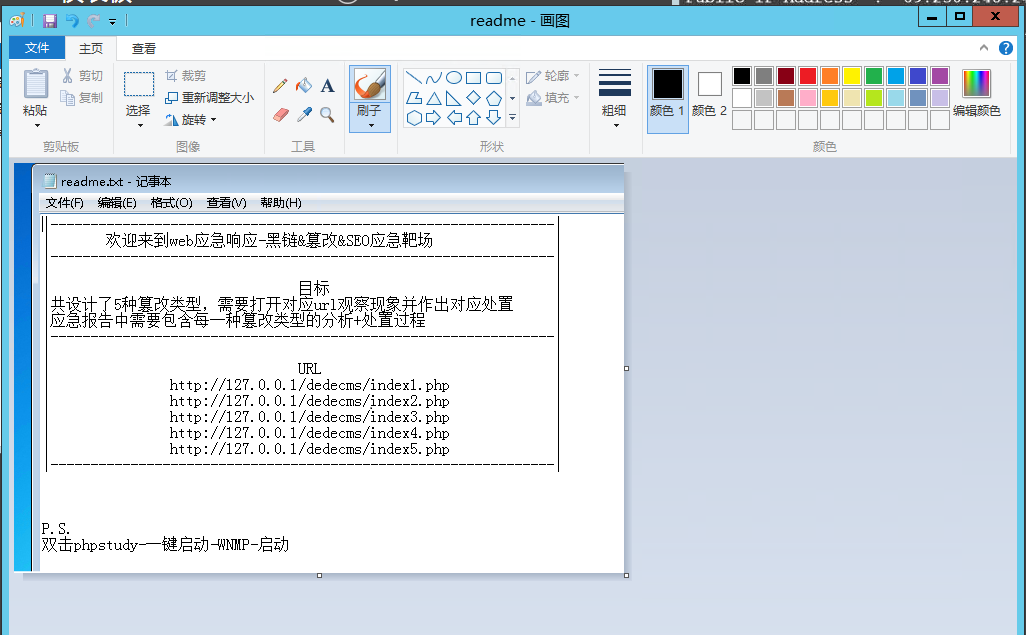 readme - 画图
文件 主页 查看
粘贴
剪切
复制
剪贴板
选择
裁剪
重新调整大小
旋转
图像
A
工具
刷子
轮廓
填充
形状
粗细
颜色 1
颜色 2
编辑颜色
颜色
readme.txt - 记事本
文件(F) 编辑(E) 格式(O) 查看(V) 帮助(H)
欢迎来到web应急响应-黑链&篡改&SEO应急靶场
目标
共设计了5种篡改类型，需要打开对应url观察现象并作出对应处置
应急报告中需要包含每一种篡改类型的分析+处置过程
URL
http://127.0.0.1/dedecms/index1.php
http://127.0.0.1/dedecms/index2.php
http://127.0.0.1/dedecms/index3.php
http://127.0.0.1/dedecms/index4.php
http://127.0.0.1/dedecms/index5.php
P.S.
双击phpstudy-一键启动-WNMP-启动